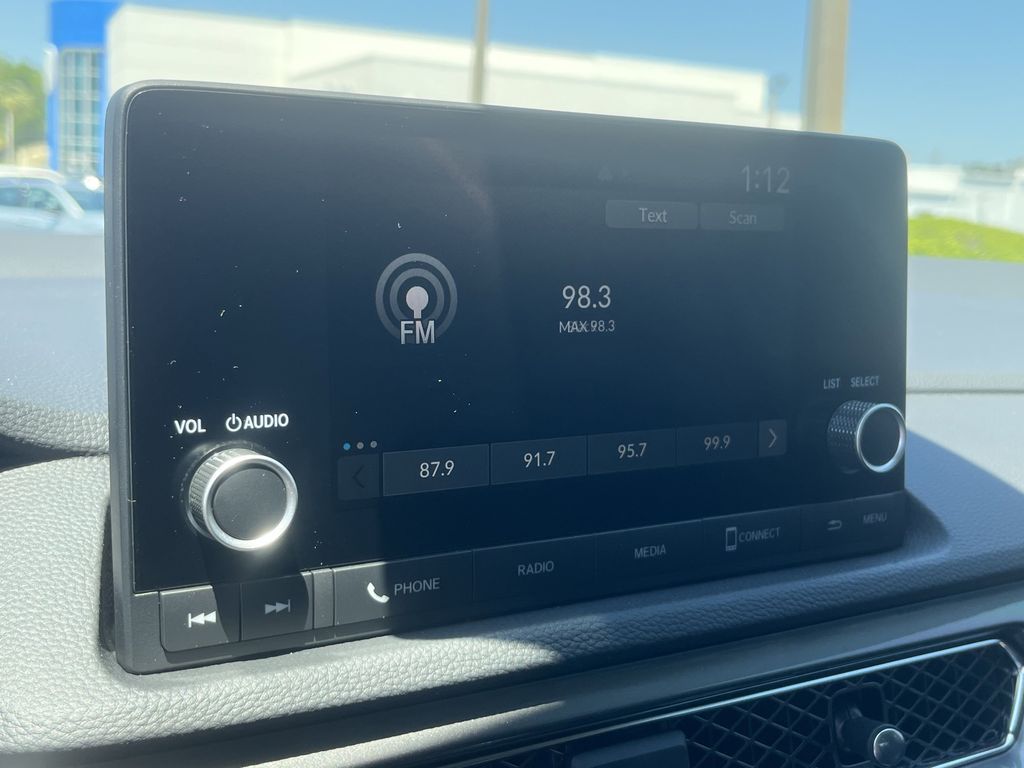 1:12
Text Scan
FM
98.3
MAX 98.3
LIST SELECT
VOL AUDIO
87.9 91.7 95.7 99.9
PHONE RADIO MEDIA CONNECT MENU